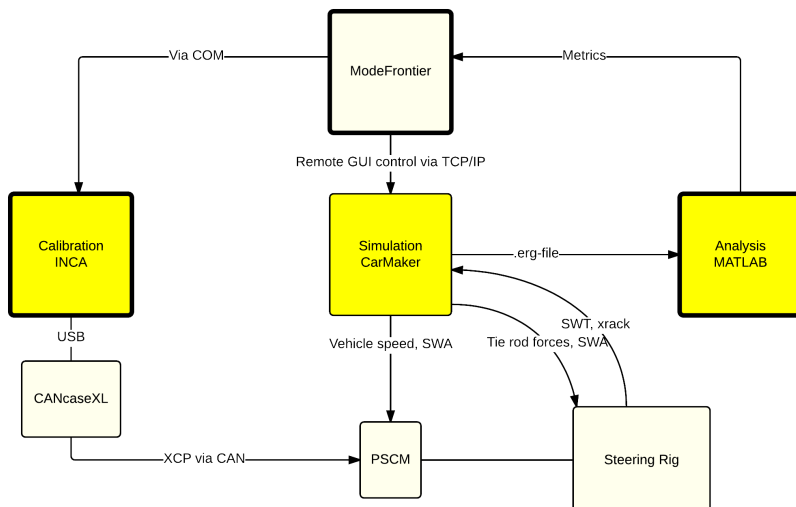 Via COM
ModeFrontier
Metrics
Remote GUI control via TCP/IP
Calibration
INCA
Simulation
CarMaker
.erg-file
Analysis
MATLAB
USB
Vehicle speed, SWA
SWT, xrack
Tie rod forces, SWA
CANcaseXL
XCP via CAN
PSCM
Steering Rig